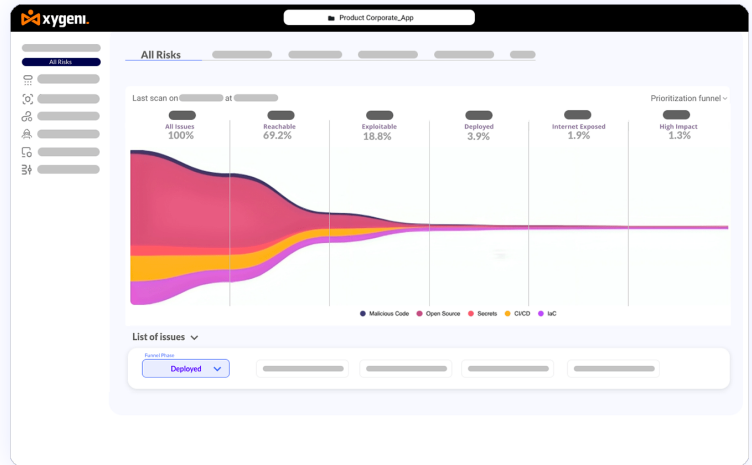 xygeni.
Product Corporate_App
All Risks
All Risks
Last scan on
at
Prioritization funnel
All Issues
100%
Reachable
69.2%
Exploitable
18.8%
Deployed
3.9%
Internet Exposed
1.9%
High Impact
1.3%
Malicious Code
Open Source
Secrets
CI/CD
IaC
List of issues
Funnel Phase
Deployed